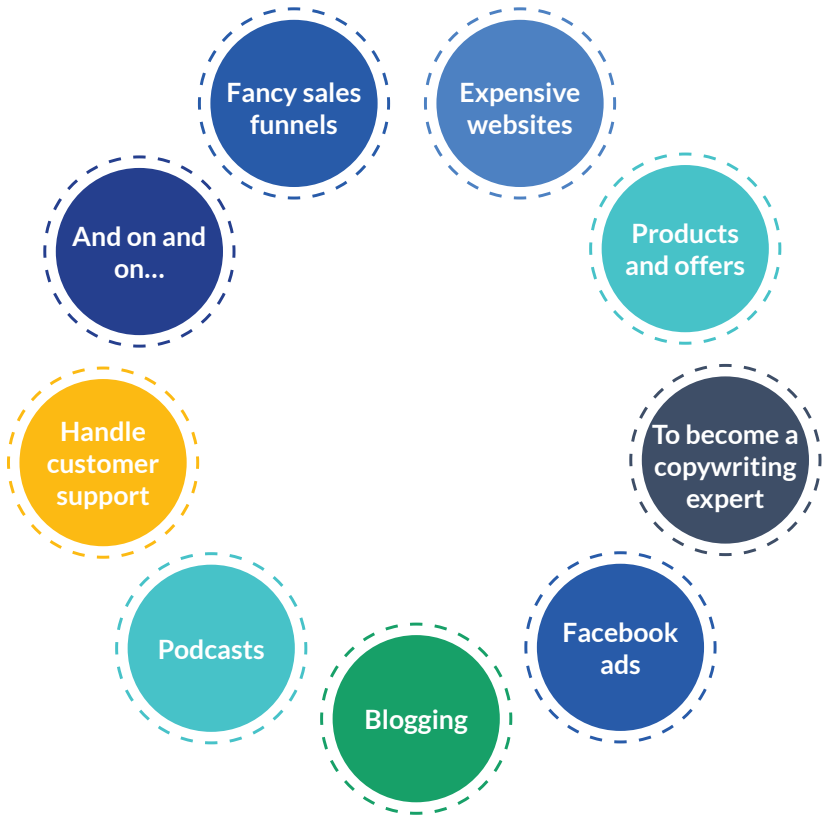 Fancy sales
funnels
Expensive
websites
Products
and offers
To become a
copywriting
expert
Facebook
ads
Blogging
Podcasts
Handle
customer
support
And on and
on...